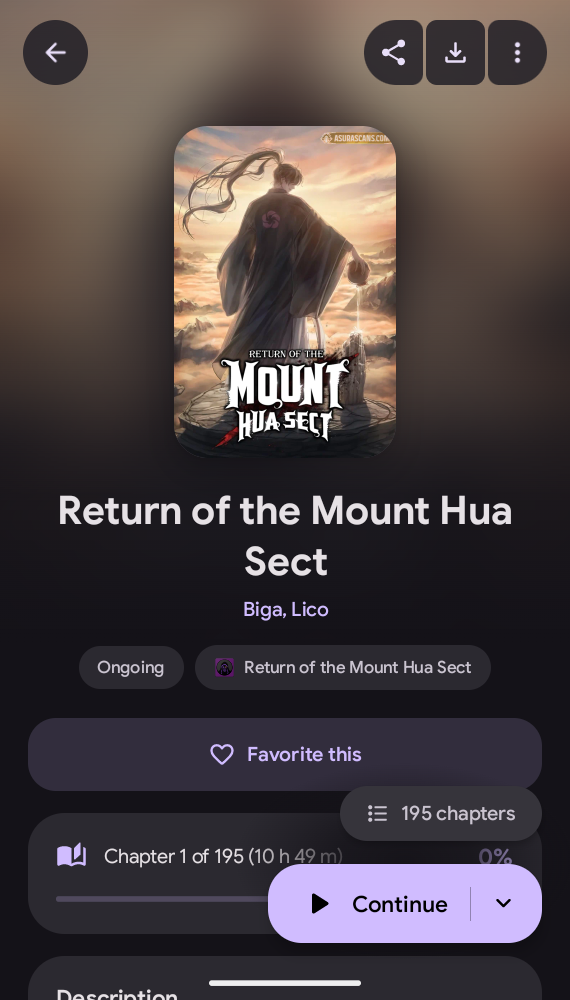 ASURASCANS.COM
RETURN OF THE
MOUNT
HUA SECT
Return of the Mount Hua
Sect
Biga, Lico
Ongoing
Return of the Mount Hua Sect
Favorite this
195 chapters
Chapter 1 of 195 (10 h 49 m)
0%
Continue
Description